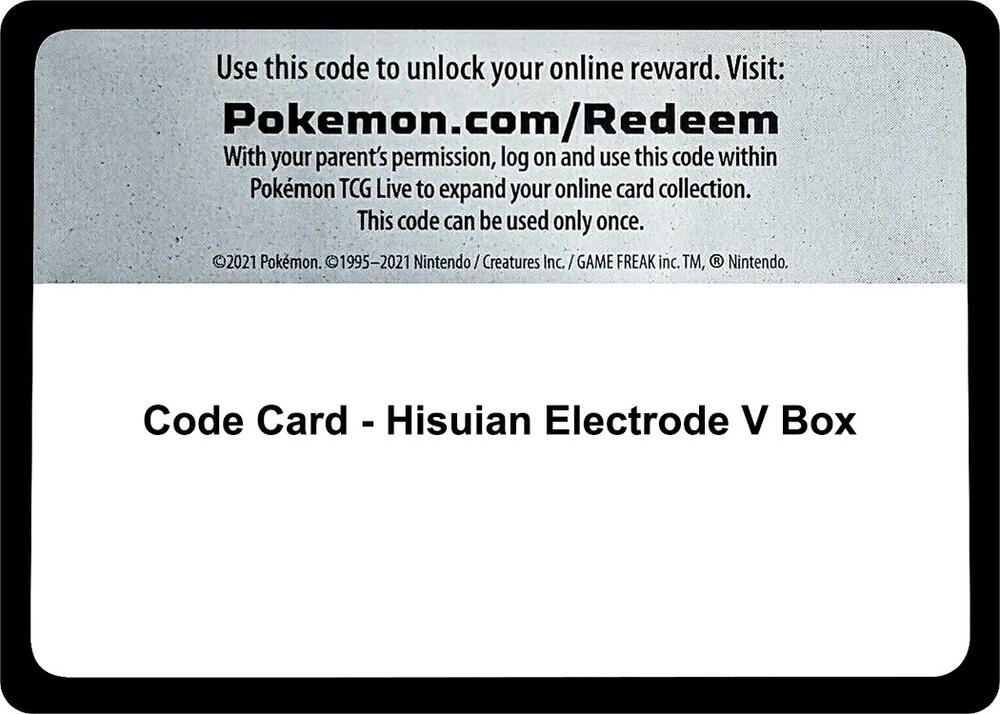 Use this code to unlock your online reward. Visit:
Pokemon.com/Redeem
With your parent's permission, log on and use this code within
Pokémon TCG Live to expand your online card collection.
This code can be used only once.
©2021 Pokémon. ©1995–2021 Nintendo / Creatures Inc. / GAME FREAK inc. TM, ® Nintendo.
Code Card - Hisuian Electrode V Box